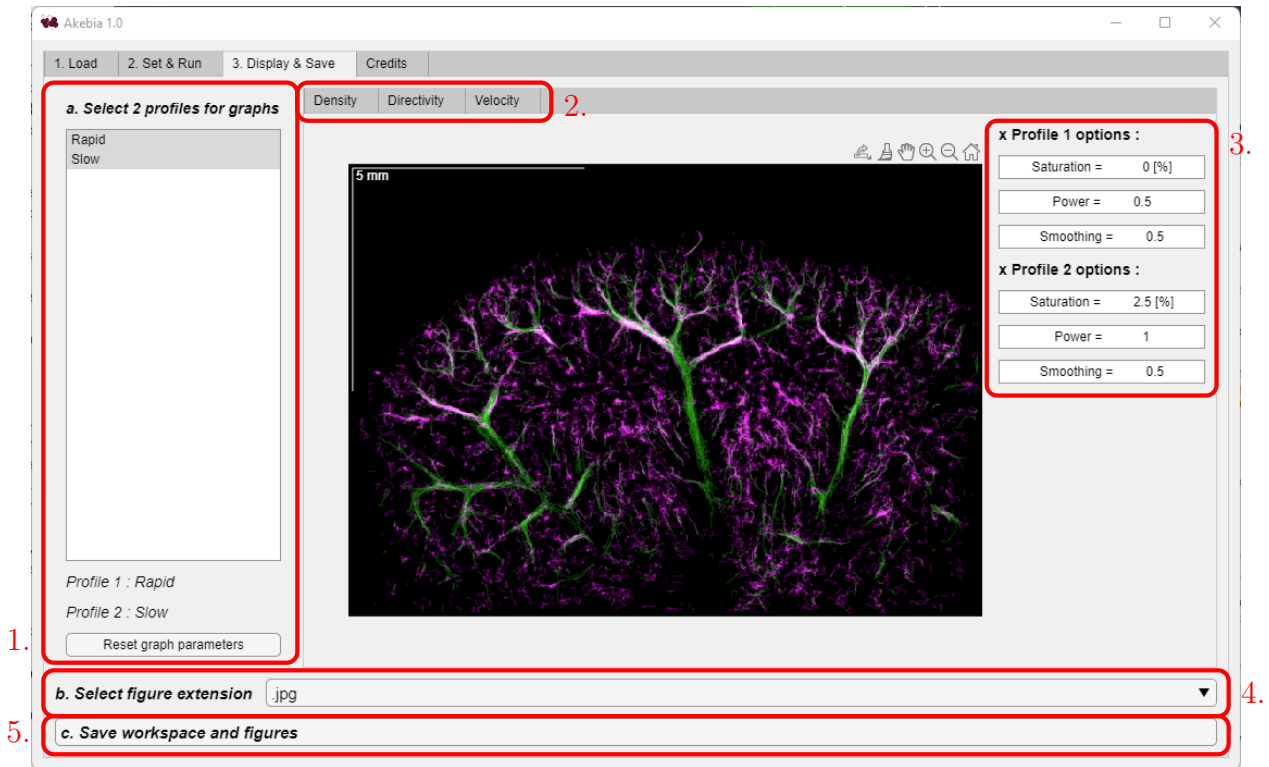 Akebia 1.0
1. Load
2. Set & Run
3. Display & Save
Credits
a. Select 2 profiles for graphs
Rapid
Slow
Profile 1 : Rapid
Profile 2 : Slow
Reset graph parameters
1.
Density
Directivity
Velocity
2.
5 mm
x Profile 1 options :
Saturation = 0 [%]
Power = 0.5
Smoothing = 0.5
x Profile 2 options :
Saturation = 2.5 [%]
Power = 1
Smoothing = 0.5
3.
b. Select figure extension .jpg
4.
5.
c. Save workspace and figures